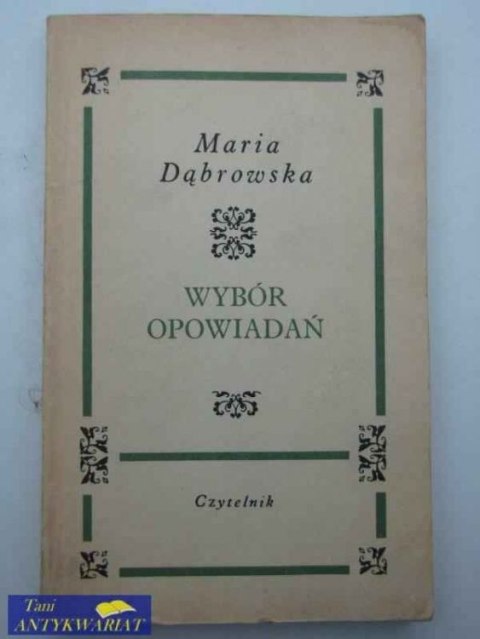 Maria
Dąbrowska
WYBÓR
OPOWIADAŃ
Czytelnik
Tani
ANTYKWARIAT